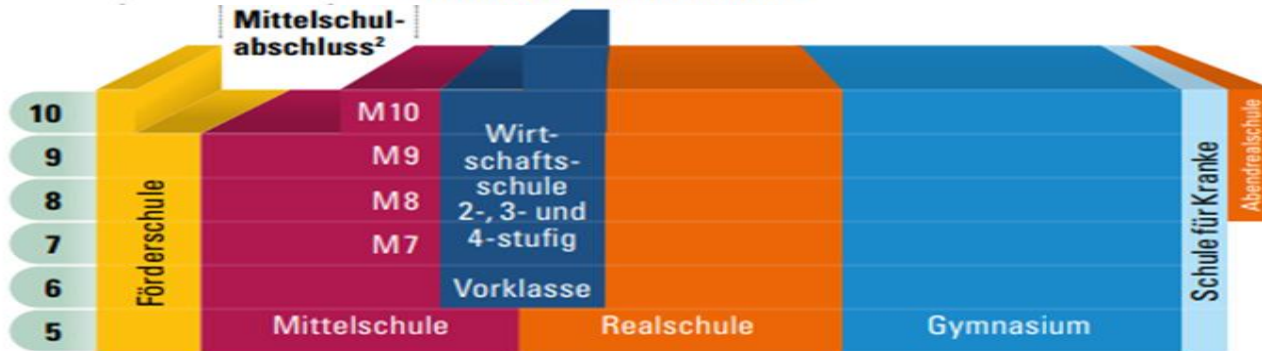 Mittelschul-
abschluss²
10
M10
9
M9
8
M8
7
M7
6
5
Förderschule
Mittelschule
Wirt-
schafts-
schule
2-, 3- und
4-stufig
Vorklasse
Realschule
Gymnasium
Schule für Kranke
Abendrealschule